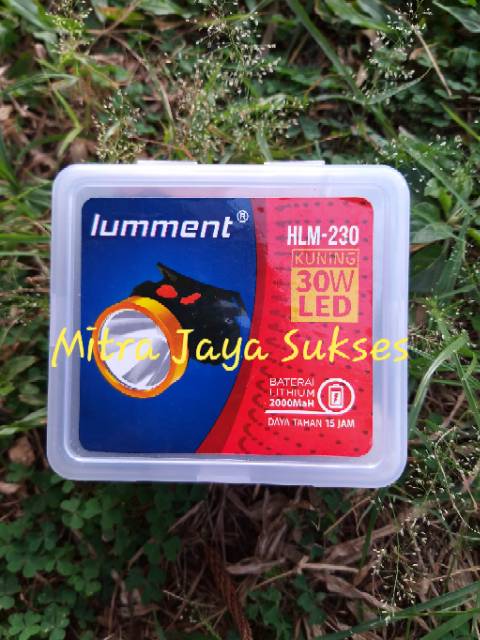 lumment®
HLM-230
KUNING
30W
LED
Mitra Jaya Sukses
BATERAI
LITHIUM
2000MaH
DAYA TAHAN 15 JAM